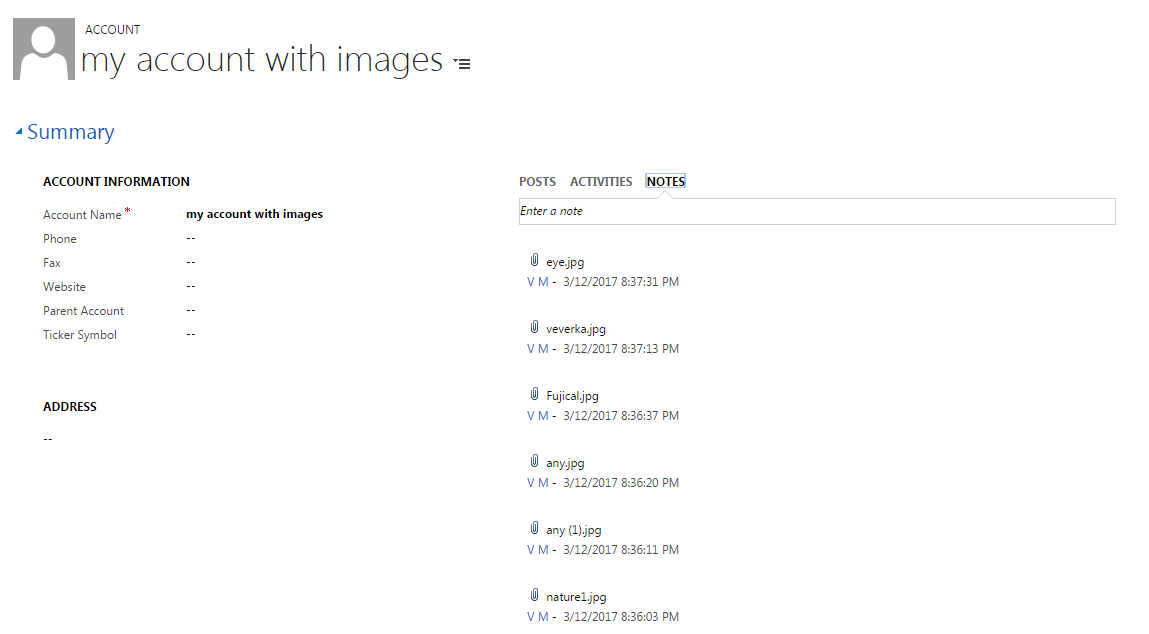 ACCOUNT
my account with images
Summary
ACCOUNT INFORMATION
Account Name *
my account with images
Phone
--
Fax
--
Website
--
Parent Account
--
Ticker Symbol
--
ADDRESS
--
POSTS ACTIVITIES NOTES
Enter a note
eye.jpg
V M - 3/12/2017 8:37:31 PM
veverka.jpg
V M - 3/12/2017 8:37:13 PM
Fujical.jpg
V M - 3/12/2017 8:36:37 PM
any.jpg
V M - 3/12/2017 8:36:20 PM
any (1).jpg
V M - 3/12/2017 8:36:11 PM
nature1.jpg
V M - 3/12/2017 8:36:03 PM